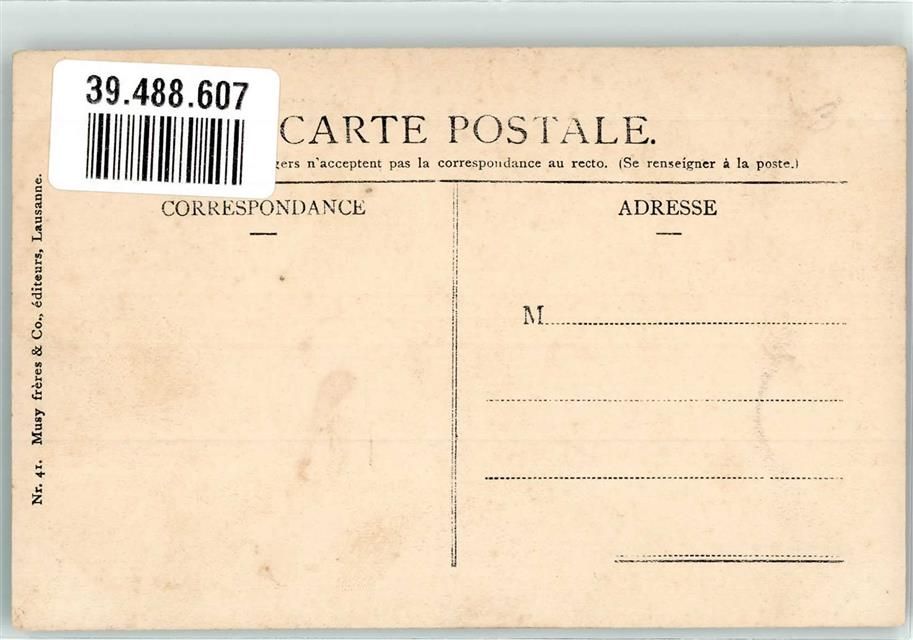 39.488.607
CARTE POSTALE.
n'acceptent pas la correspondance au recto. (Se renseigner à la poste.)
CORRESPONDANCE
ADRESSE
M
Nr. 41. Musy frères & Co., éditeurs, Lausanne.